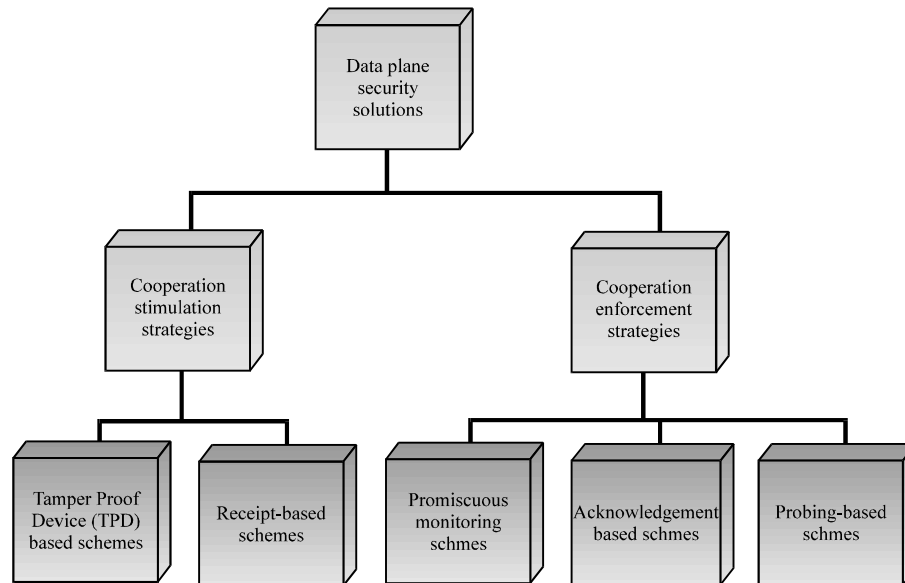 Data plane
security
solutions
Cooperation
stimulation
strategies
Cooperation
enforcement
strategies
Tamper Proof
Device (TPD)
based schemes
Receipt-based
schemes
Promiscuous
monitoring
schmes
Acknowledgement
based schmes
Probing-based
schmes